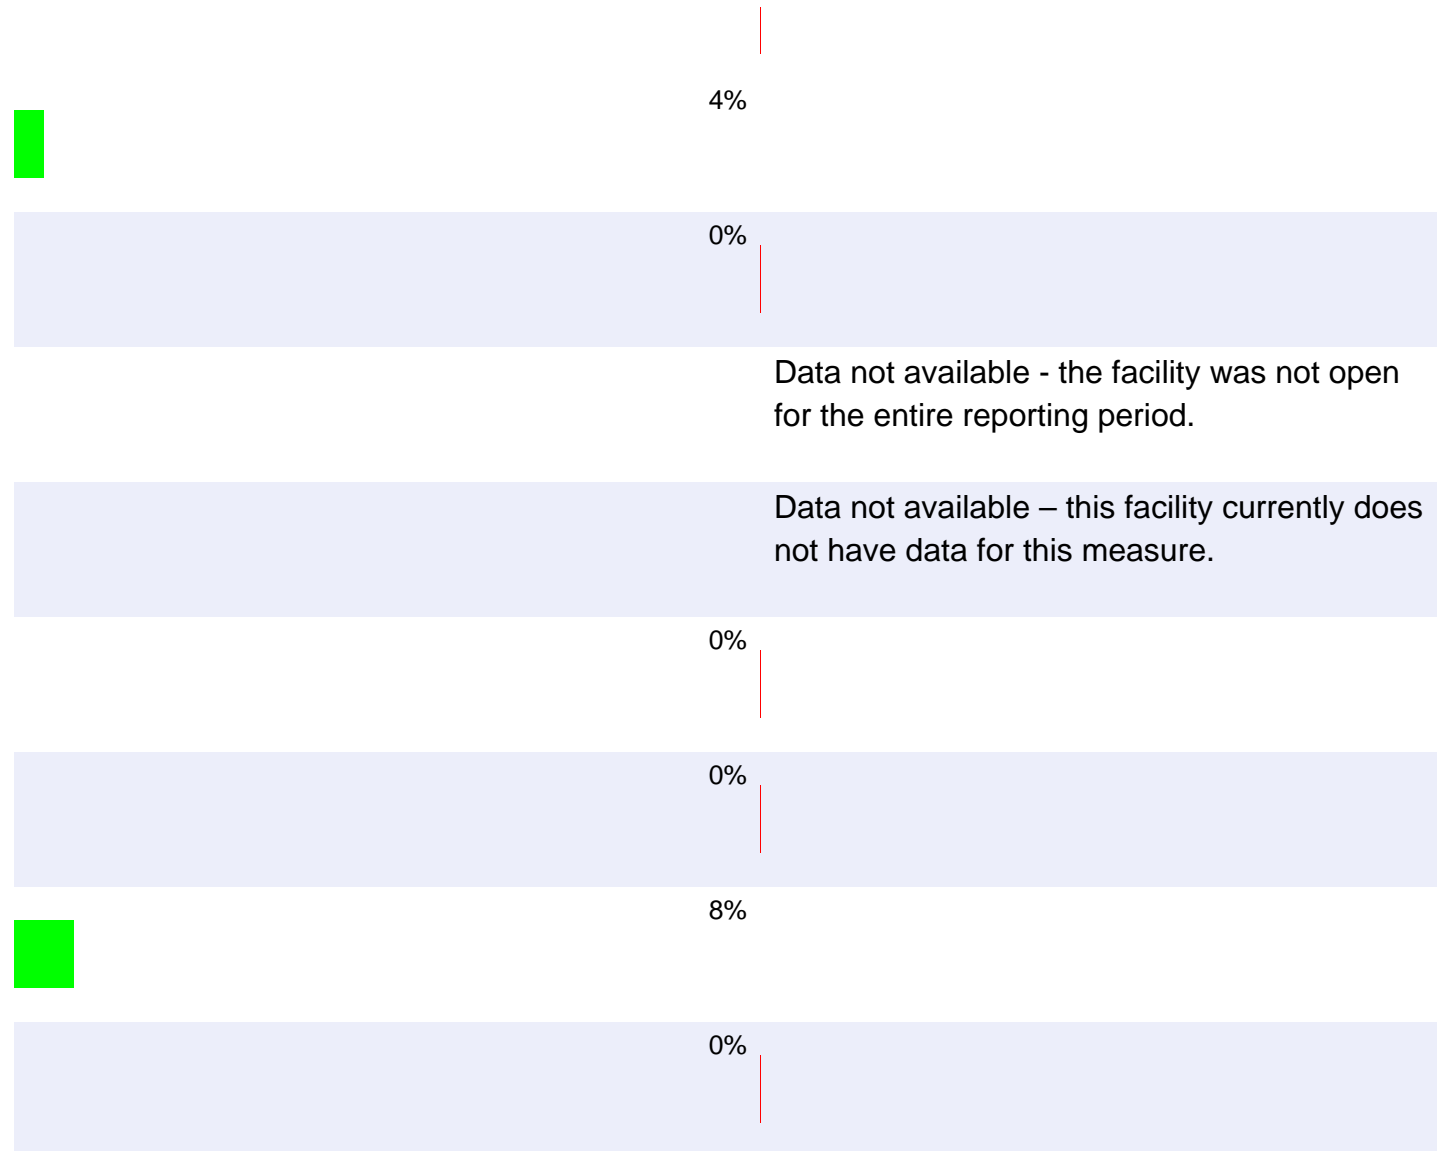 4%
0%
Data not available - the facility was not open
for the entire reporting period.
Data not available – this facility currently does
not have data for this measure.
0%
0%
8%
0%